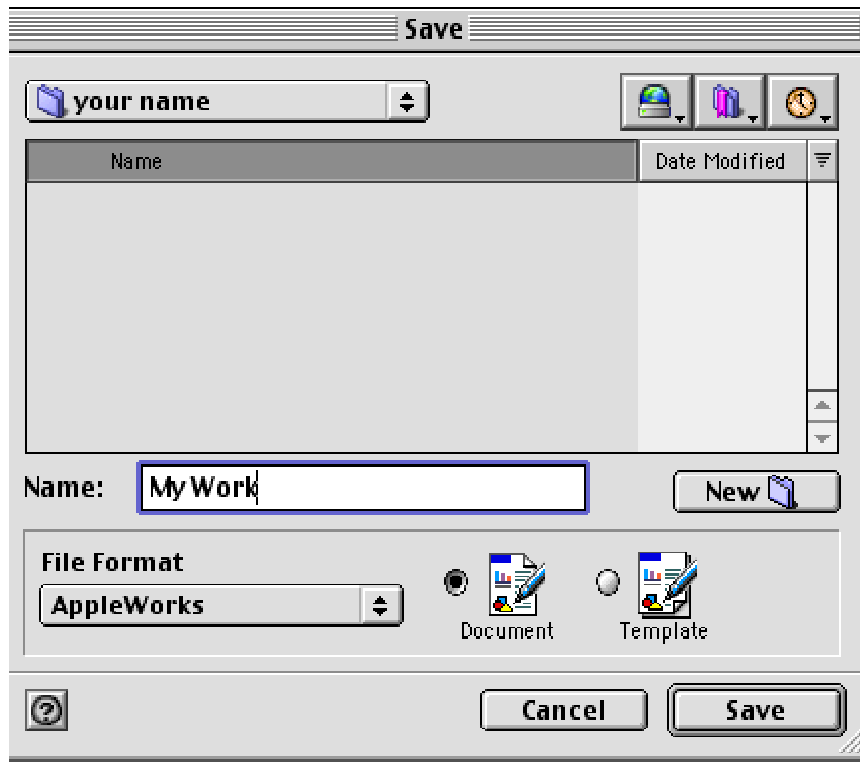 Save
your name
Name Date Modified
Name: My Work New
File Format
AppleWorks
Document Template
Cancel Save